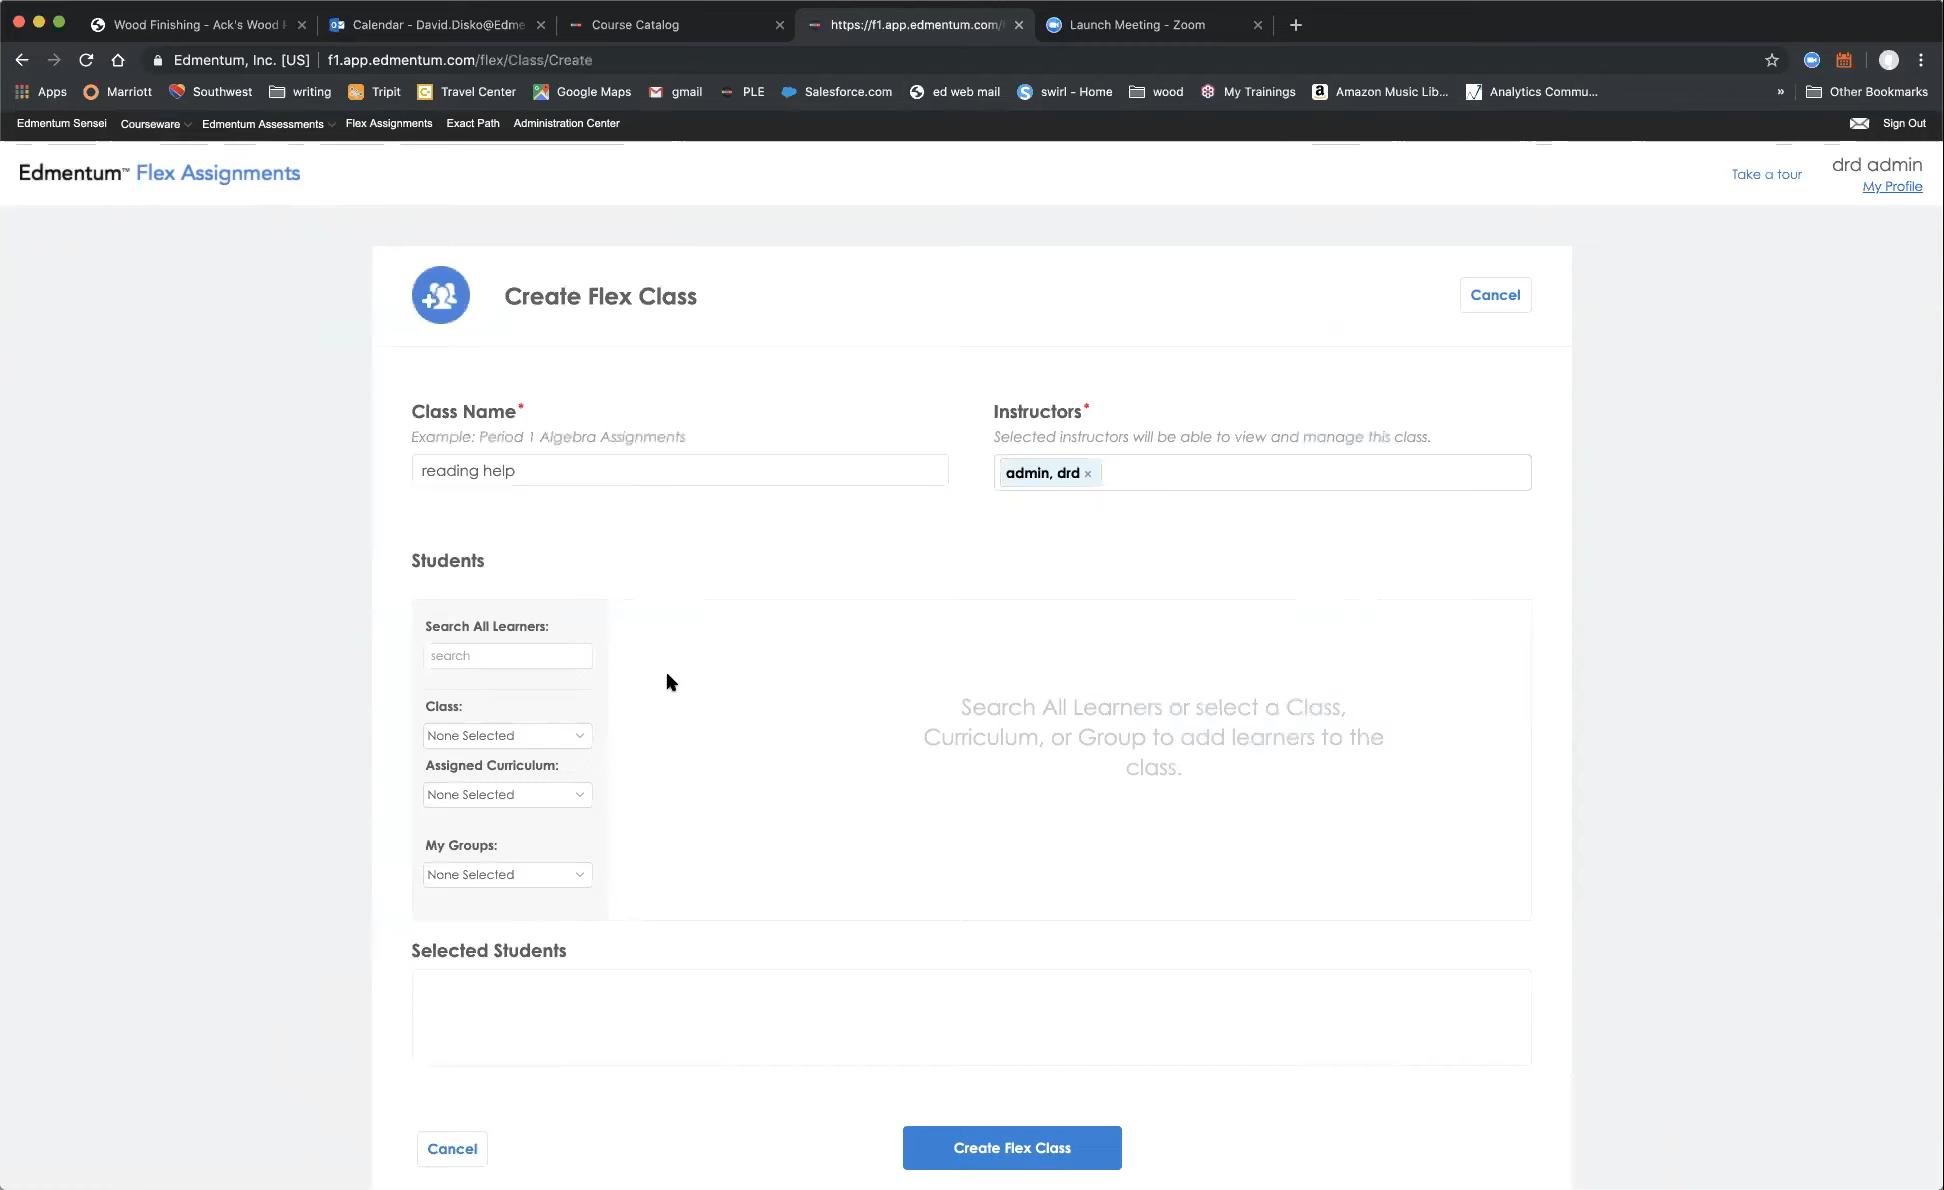 Wood Finishing - Ack's Wood
Calendar - David.Disko@Edme
Course Catalog
https://f1.app.edmentum.com/
Launch Meeting - Zoom
Edmentum, Inc. [US]
f1.app.edmentum.com/flex/Class/Create
Apps
Marriott
Southwest
writing
Tripit
Travel Center
Google Maps
gmail
PLE
Salesforce.com
ed web mail
swirl - Home
wood
My Trainings
Amazon Music Lib...
Analytics Commu...
»
Other Bookmarks
Edmentum Sensei
Courseware
Edmentum Assessments
Flex Assignments
Exact Path
Administration Center
Sign Out
Edmentum™ Flex Assignments
Take a tour
drd admin
My Profile
Create Flex Class
Cancel
Class Name*
Example: Period 1 Algebra Assignments
reading help
Instructors*
Selected instructors will be able to view and manage this class.
admin, drd ×
Students
Search All Learners:
search
Class:
None Selected
Assigned Curriculum:
None Selected
My Groups:
None Selected
Search All Learners or select a Class,
Curriculum, or Group to add learners to the
class.
Selected Students
Cancel
Create Flex Class